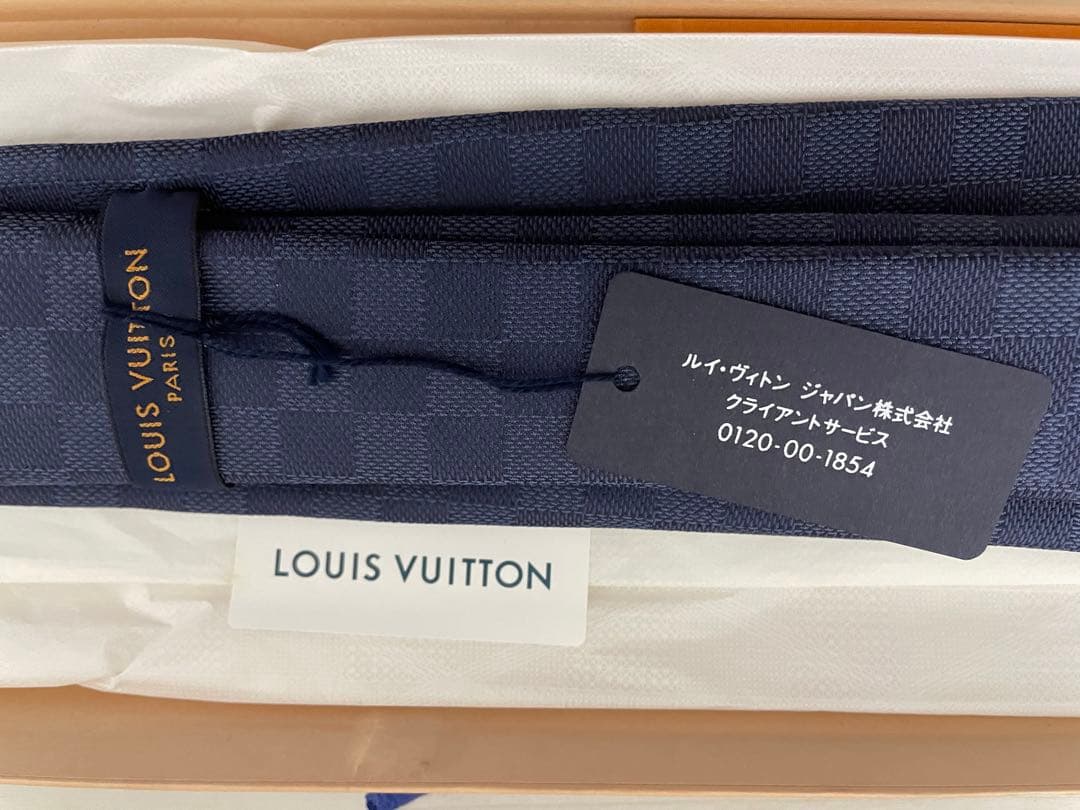 LOUIS VUITTON
PARIS
ルイ・ヴィトン ジャパン株式会社
クライアントサービス
0120-00-1854
LOUIS VUITTON